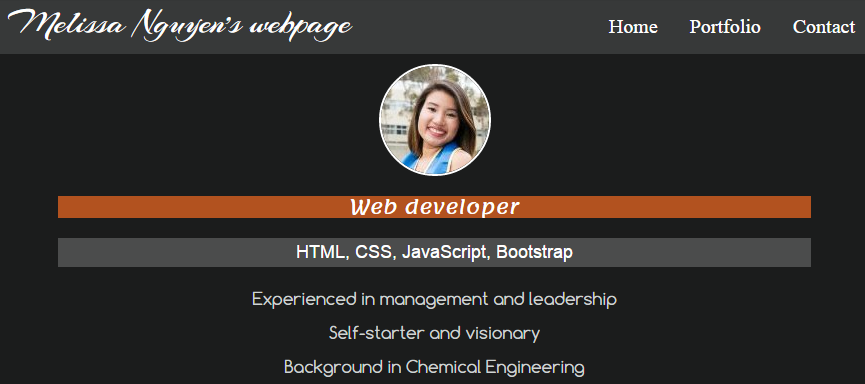 Melissa Nguyen's webpage
Home Portfolio Contact
Web developer
HTML, CSS, JavaScript, Bootstrap
Experienced in management and leadership
Self-starter and visionary
Background in Chemical Engineering